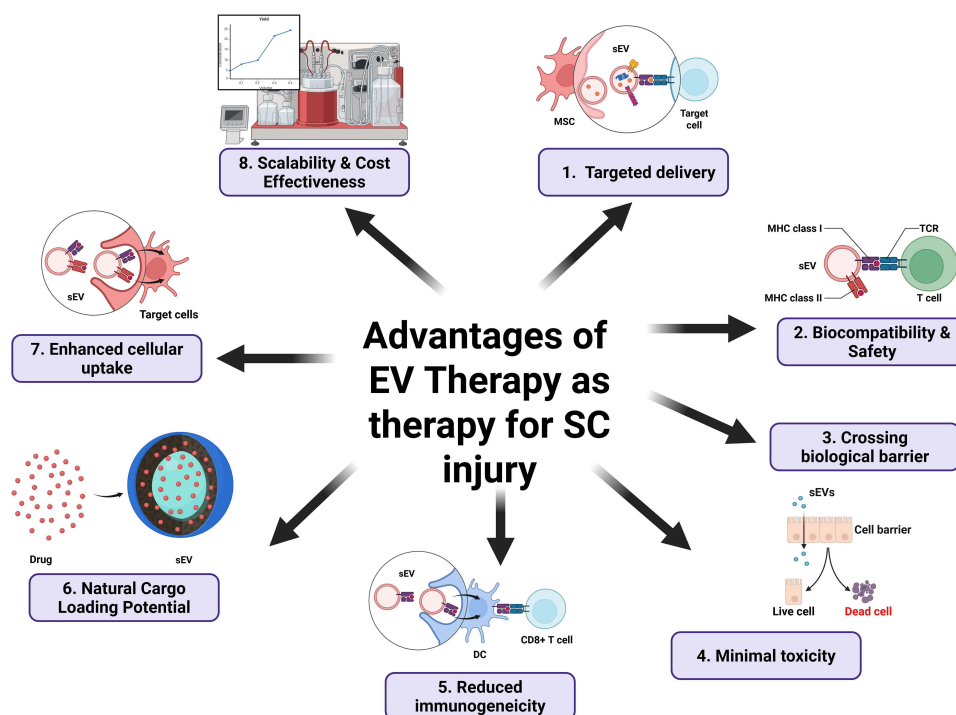 Advantages of
EV Therapy as
therapy for SC
injury
sEV
MSC
Target
cell
1. Targeted delivery
MHC class I
TCR
sEV
MHC class II
T cell
2. Biocompatibility &
Safety
3. Crossing
biological barrier
sEVs
Cell barrier
Live cell
Dead cell
4. Minimal toxicity
sEV
DC
CD8+ T cell
5. Reduced
immunogeneicity
Drug
sEV
6. Natural Cargo
Loading Potential
sEV
Target cells
7. Enhanced cellular
uptake
Yield
8. Scalability & Cost
Effectiveness